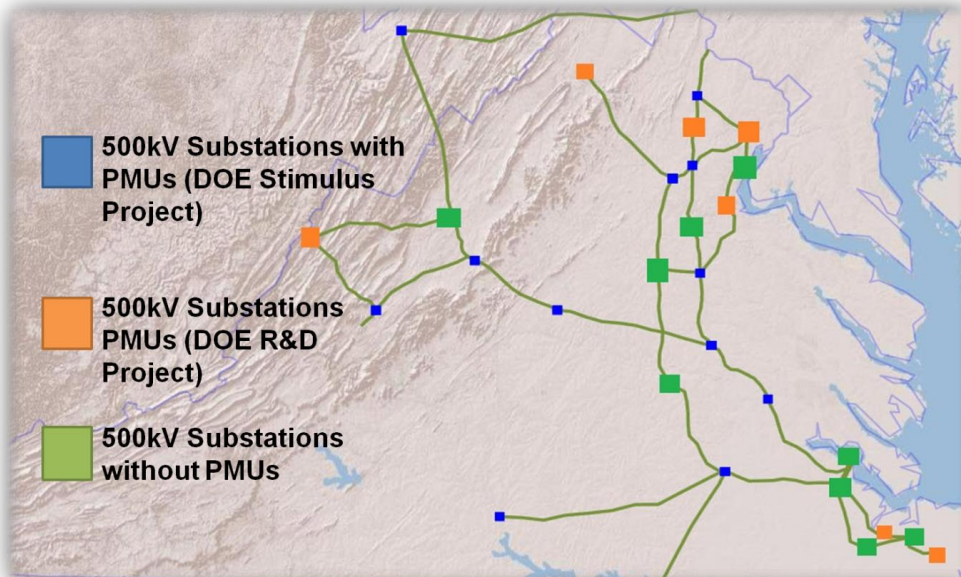 500kV Substations with
PMUs (DOE Stimulus
Project)
500kV Substations
PMUs (DOE R&D
Project)
500kV Substations
without PMUs